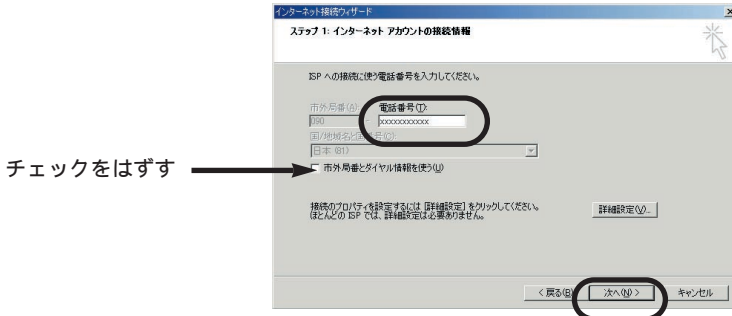 インターネット接続ウィザード
ステップ 1: インターネット アカウントの接続情報
ISP への接続に使う電話番号を入力してください。
市外局番(A): 電話番号(T):
090 - xxxxxxxxxxx
国/地域名と国番号(C):
日本 (81)
チェックをはずす
市外局番とダイヤル情報を使う(U)
接続のプロパティを設定するには [詳細設定] をクリックしてください。
ほとんどの ISP では、詳細設定は必要ありません。
詳細設定(V)...
< 戻る(B) 次へ(N) > キャンセル